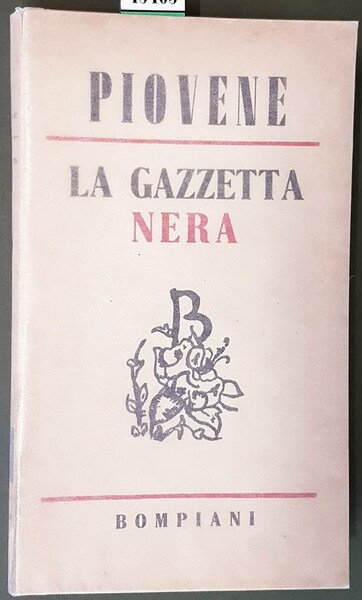 PIOVENE
LA GAZZETTA
NERA
B
BOMPIANI